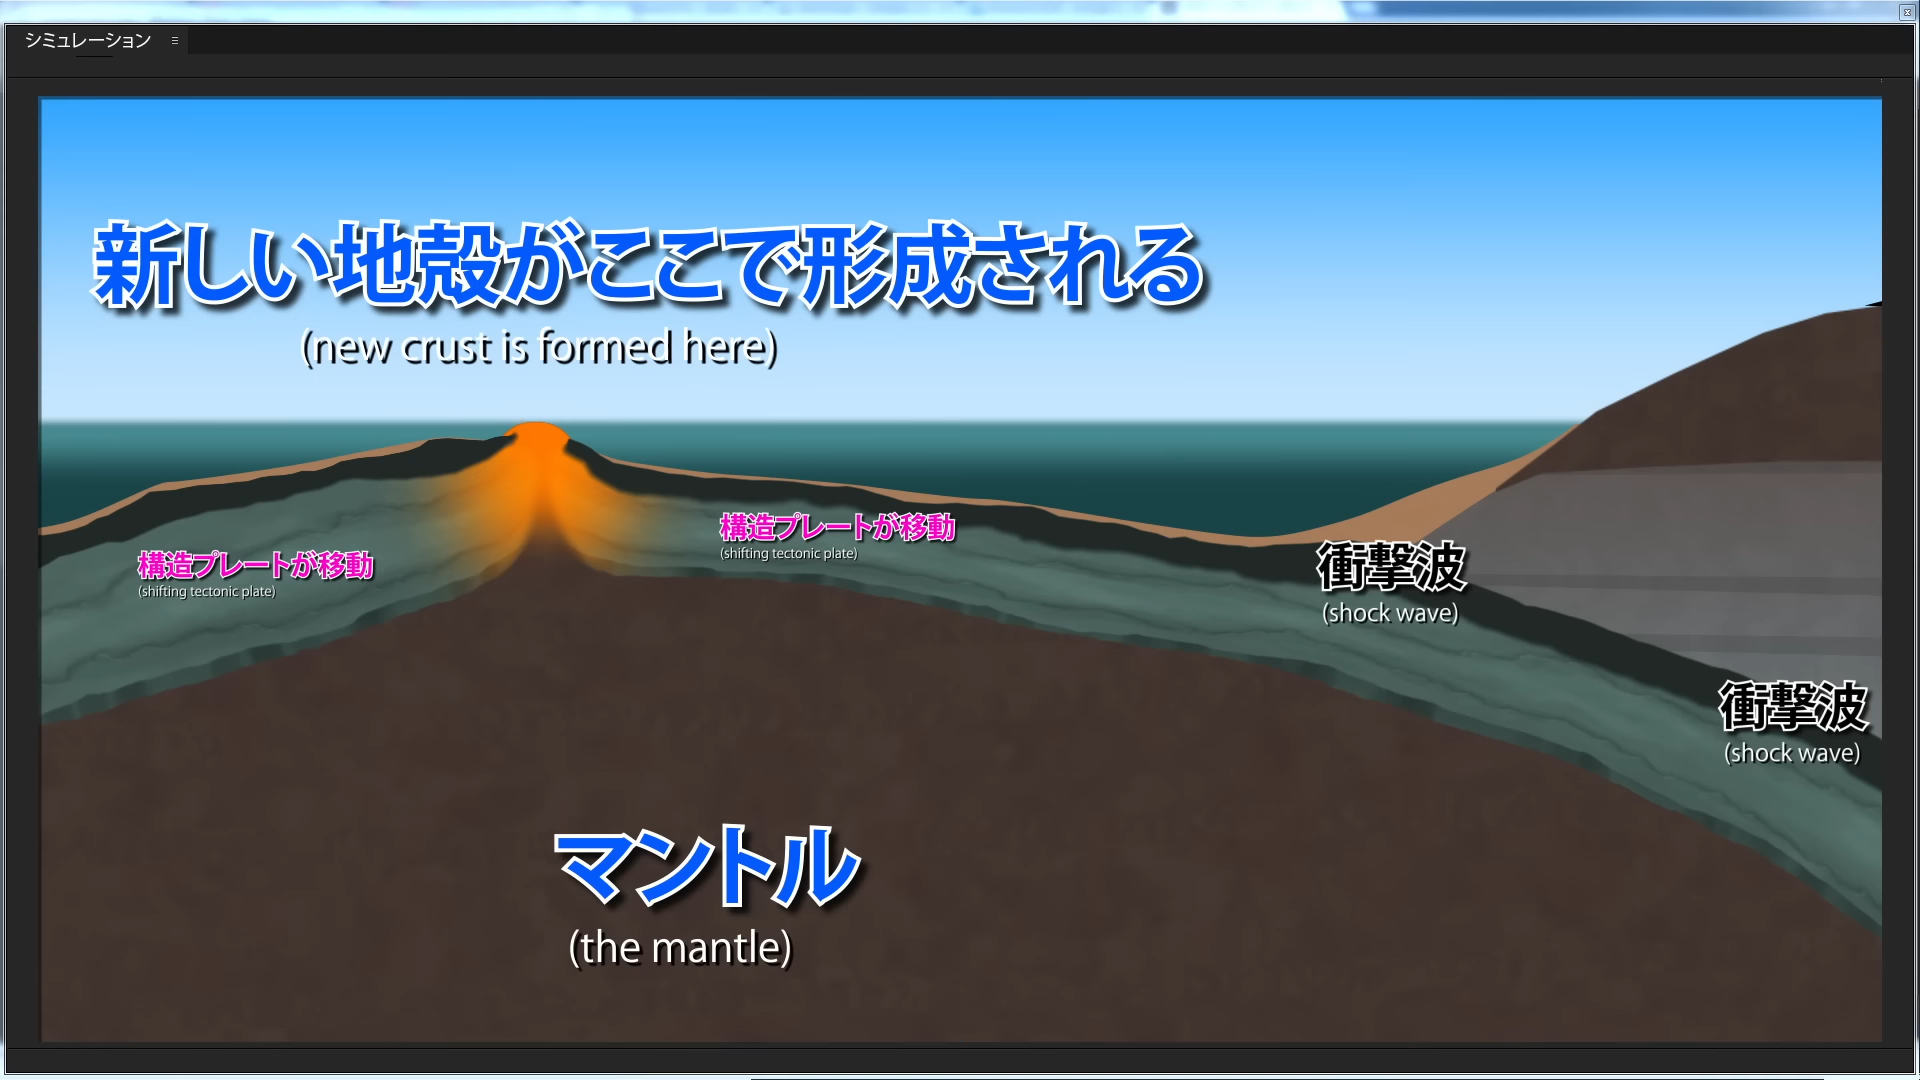 シミュレーション
新しい地殻がここで形成される
(new crust is formed here)
構造プレートが移動
(shifting tectonic plate)
構造プレートが移動
(shifting tectonic plate)
衝撃波
(shock wave)
衝撃波
(shock wave)
マントル
(the mantle)